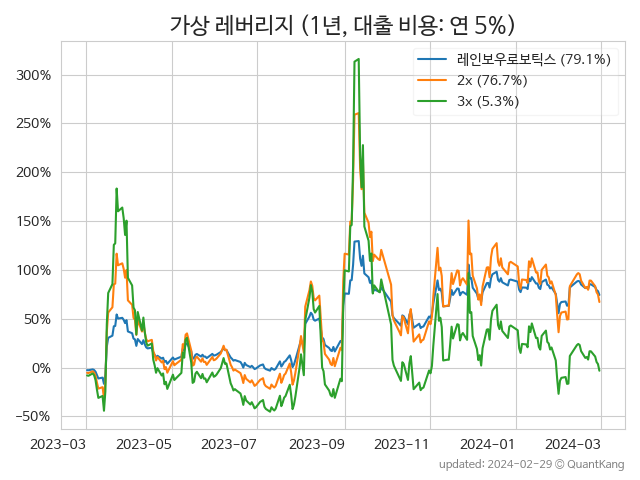 가상 레버리지 (1년, 대출 비용: 연 5%)
레인보우로보틱스 (79.1%)
2x (76.7%)
3x (5.3%)
300%
250%
200%
150%
100%
50%
0%
−50%
2023-03 2023-05 2023-07 2023-09 2023-11 2024-01 2024-03
updated: 2024-02-29 © QuantKang